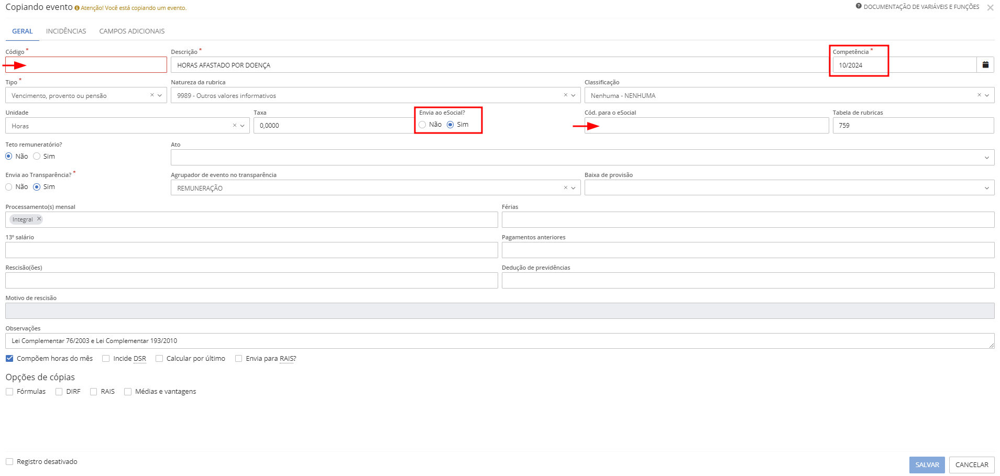 Copiando evento Atenção! Você está copiando um evento. DOCUMENTAÇÃO DE VARIÁVEIS E FUNÇÕES
GERAL INCIDÊNCIAS CAMPOS ADICIONAIS
Código * Descrição * Competência *
HORAS AFASTADO POR DOENÇA 10/2024
Tipo * Natureza da rubrica Classificação
Vencimento, provento ou pensão 9989 - Outros valores informativos Nenhuma - NENHUMA
Unidade Taxa Envia ao eSocial? Cód. para o eSocial Tabela de rubricas
Horas 0,0000 Não Sim 759
Teto remuneratório? Ato
Não Sim
Envia ao Transparência? * Agrupador de evento no transparência Baixa de provisão
Não Sim REMUNERAÇÃO
Processamento(s) mensal Férias
Integral
13º salário Pagamentos anteriores
Rescisão(ões) Dedução de previdências
Motivo de rescisão
Observações
Lei Complementar 76/2003 e Lei Complementar 193/2010
Compõem horas do mês Incide DSR Calcular por último Envia para RAIS?
Opções de cópias
Fórmulas DIRF RAIS Médias e vantagens
Registro desativado SALVAR CANCELAR